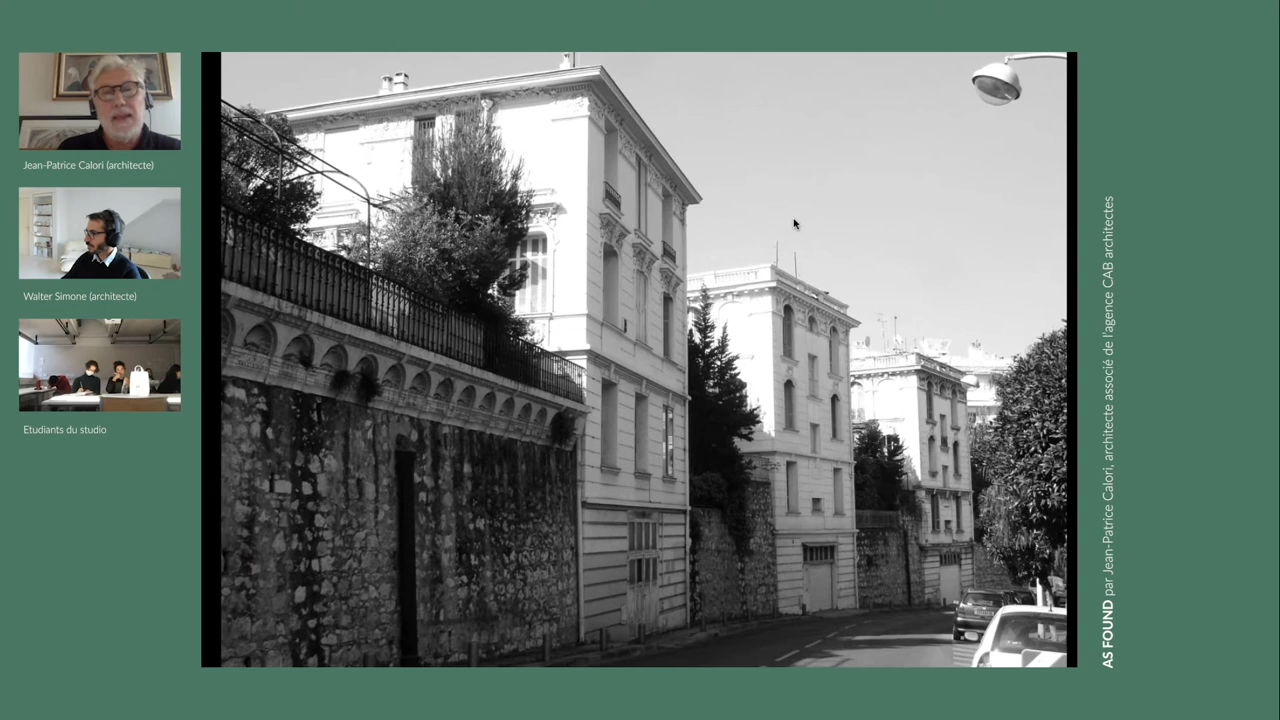 Jean-Patrice Calori (architecte)
Walter Simone (architecte)
Etudiants du studio
AS FOUND par Jean-Patrice Calori, architecte associé de l'agence CAB architectes